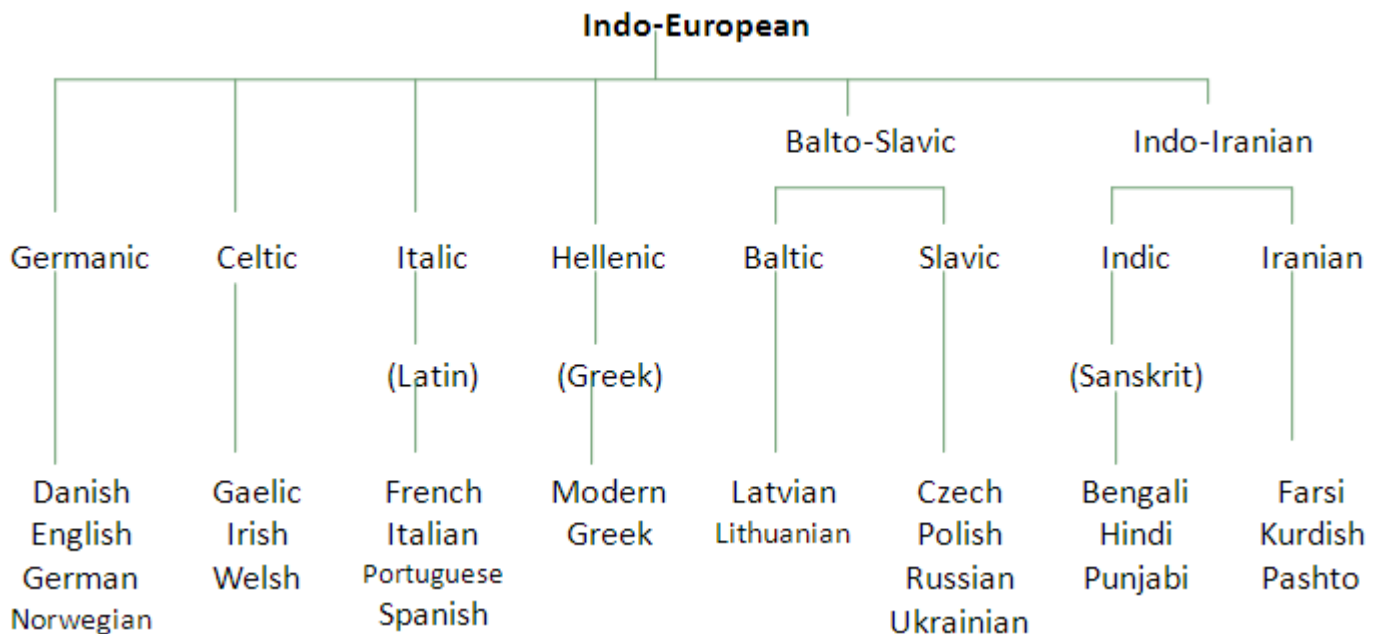 Indo-European
Balto-Slavic Indo-Iranian
Germanic Celtic Italic Hellenic Baltic Slavic Indic Iranian
(Latin) (Greek) (Sanskrit)
Danish Gaelic French Modern Latvian Czech Bengali Farsi
English Irish Italian Greek Lithuanian Polish Hindi Kurdish
German Welsh Portuguese Russian Punjabi Pashto
Norwegian Spanish Ukrainian